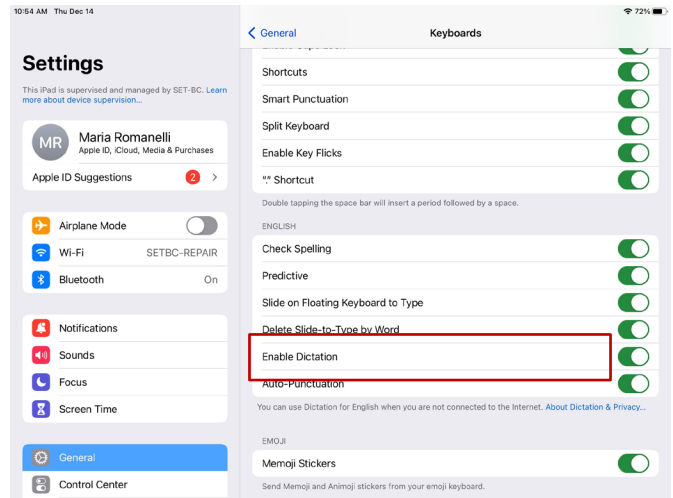 10:54 AM Thu Dec 14
72%
Settings
This iPad is supervised and managed by SET-BC. Learn
more about device supervision...
MR
Maria Romanelli
Apple ID, iCloud, Media & Purchases
Apple ID Suggestions 2
Airplane Mode
Wi-Fi SETBC-REPAIR
Bluetooth On
Notifications
Sounds
Focus
Screen Time
General
Control Center
General Keyboards
Shortcuts
Smart Punctuation
Split Keyboard
Enable Key Flicks
"." Shortcut
Double tapping the space bar will insert a period followed by a space.
ENGLISH
Check Spelling
Predictive
Slide on Floating Keyboard to Type
Delete Slide-to-Type by Word
Enable Dictation
Auto-Punctuation
You can use Dictation for English when you are not connected to the Internet. About Dictation & Privacy...
EMOJI
Memoji Stickers
Send Memoji and Animoji stickers from your emoji keyboard.